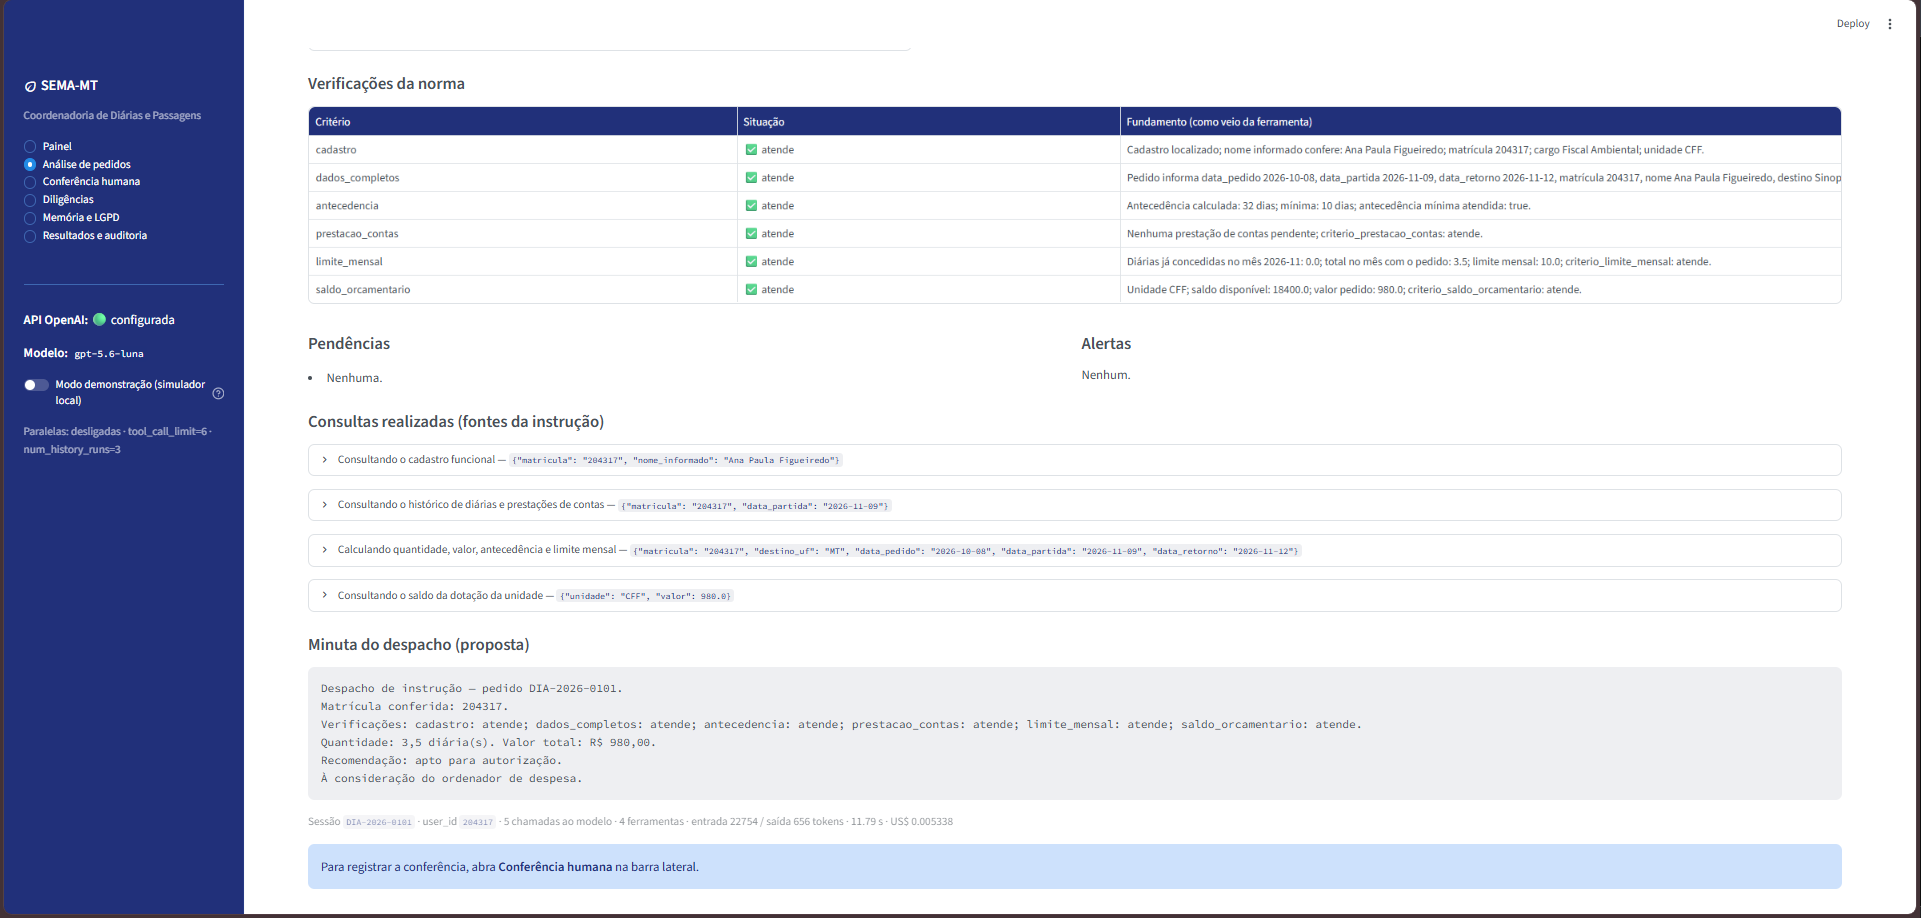 Deploy
SEMA-MT
Coordenadoria de Diárias e Passagens
Painel
Análise de pedidos
Conferência humana
Diligências
Memória e LGPD
Resultados e auditoria
API OpenAI: configurada
Modelo: gpt-5.6-luna
Modo demonstração (simulador
local)
Paralelas: desligadas · tool_call_limit=6 ·
num_history_runs=3
Verificações da norma
Critério Situação Fundamento (como veio da ferramenta)
cadastro atende Cadastro localizado; nome informado confere: Ana Paula Figueiredo; matrícula 204317; cargo Fiscal Ambiental; unidade CFF.
dados_completos atende Pedido informa data_pedido 2026-10-08, data_partida 2026-11-09, data_retorno 2026-11-12, matrícula 204317, nome Ana Paula Figueiredo, destino Sinop
antecedencia atende Antecedência calculada: 32 dias; mínima: 10 dias; antecedência mínima atendida: true.
prestacao_contas atende Nenhuma prestação de contas pendente; criterio_prestacao_contas: atende.
limite_mensal atende Diárias já concedidas no mês 2026-11: 0.0; total no mês com o pedido: 3.5; limite mensal: 10.0; criterio_limite_mensal: atende.
saldo_orcamentario atende Unidade CFF; saldo disponível: 18400.0; valor pedido: 980.0; criterio_saldo_orcamentario: atende.
Pendências
• Nenhuma.
Alertas
Nenhum.
Consultas realizadas (fontes da instrução)
Consultando o cadastro funcional — {"matricula": "204317", "nome_informado": "Ana Paula Figueiredo"}
Consultando o histórico de diárias e prestações de contas — {"matricula": "204317", "data_partida": "2026-11-09"}
Calculando quantidade, valor, antecedência e limite mensal — {"matricula": "204317", "destino_uf": "MT", "data_pedido": "2026-10-08", "data_partida": "2026-11-09", "data_retorno": "2026-11-12"}
Consultando o saldo da dotação da unidade — {"unidade": "CFF", "valor": 980.0}
Minuta do despacho (proposta)
Despacho de instrução — pedido DIA-2026-0101.
Matrícula conferida: 204317.
Verificações: cadastro: atende; dados_completos: atende; antecedencia: atende; prestacao_contas: atende; limite_mensal: atende; saldo_orcamentario: atende.
Quantidade: 3,5 diária(s). Valor total: R$ 980,00.
Recomendação: apto para autorização.
À consideração do ordenador de despesa.
Sessão DIA-2026-0101 · user_id 204317 · 5 chamadas ao modelo · 4 ferramentas · entrada 22754 / saída 656 tokens · 11.79 s · US$ 0.005338
Para registrar a conferência, abra Conferência humana na barra lateral.